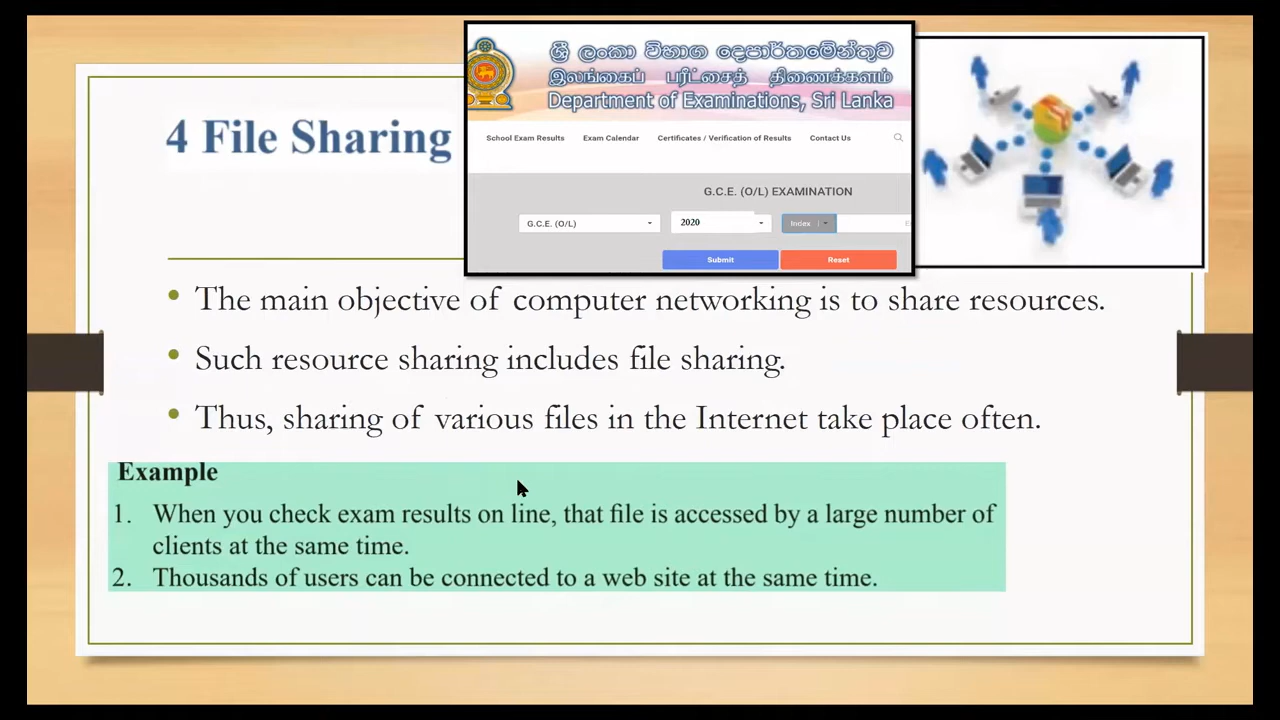 4 File Sharing
ශ්‍රී ලංකා විභාග දෙපාර්තමේන්තුව
இலங்கைப் பரீட்சைத் திணைக்களம்
Department of Examinations, Sri Lanka
School Exam Results Exam Calendar Certificates / Verification of Results Contact Us
G.C.E. (O/L) EXAMINATION
G.C.E. (O/L) 2020 Index
Submit Reset
• The main objective of computer networking is to share resources.
• Such resource sharing includes file sharing.
• Thus, sharing of various files in the Internet take place often.
Example
1. When you check exam results on line, that file is accessed by a large number of
clients at the same time.
2. Thousands of users can be connected to a web site at the same time.